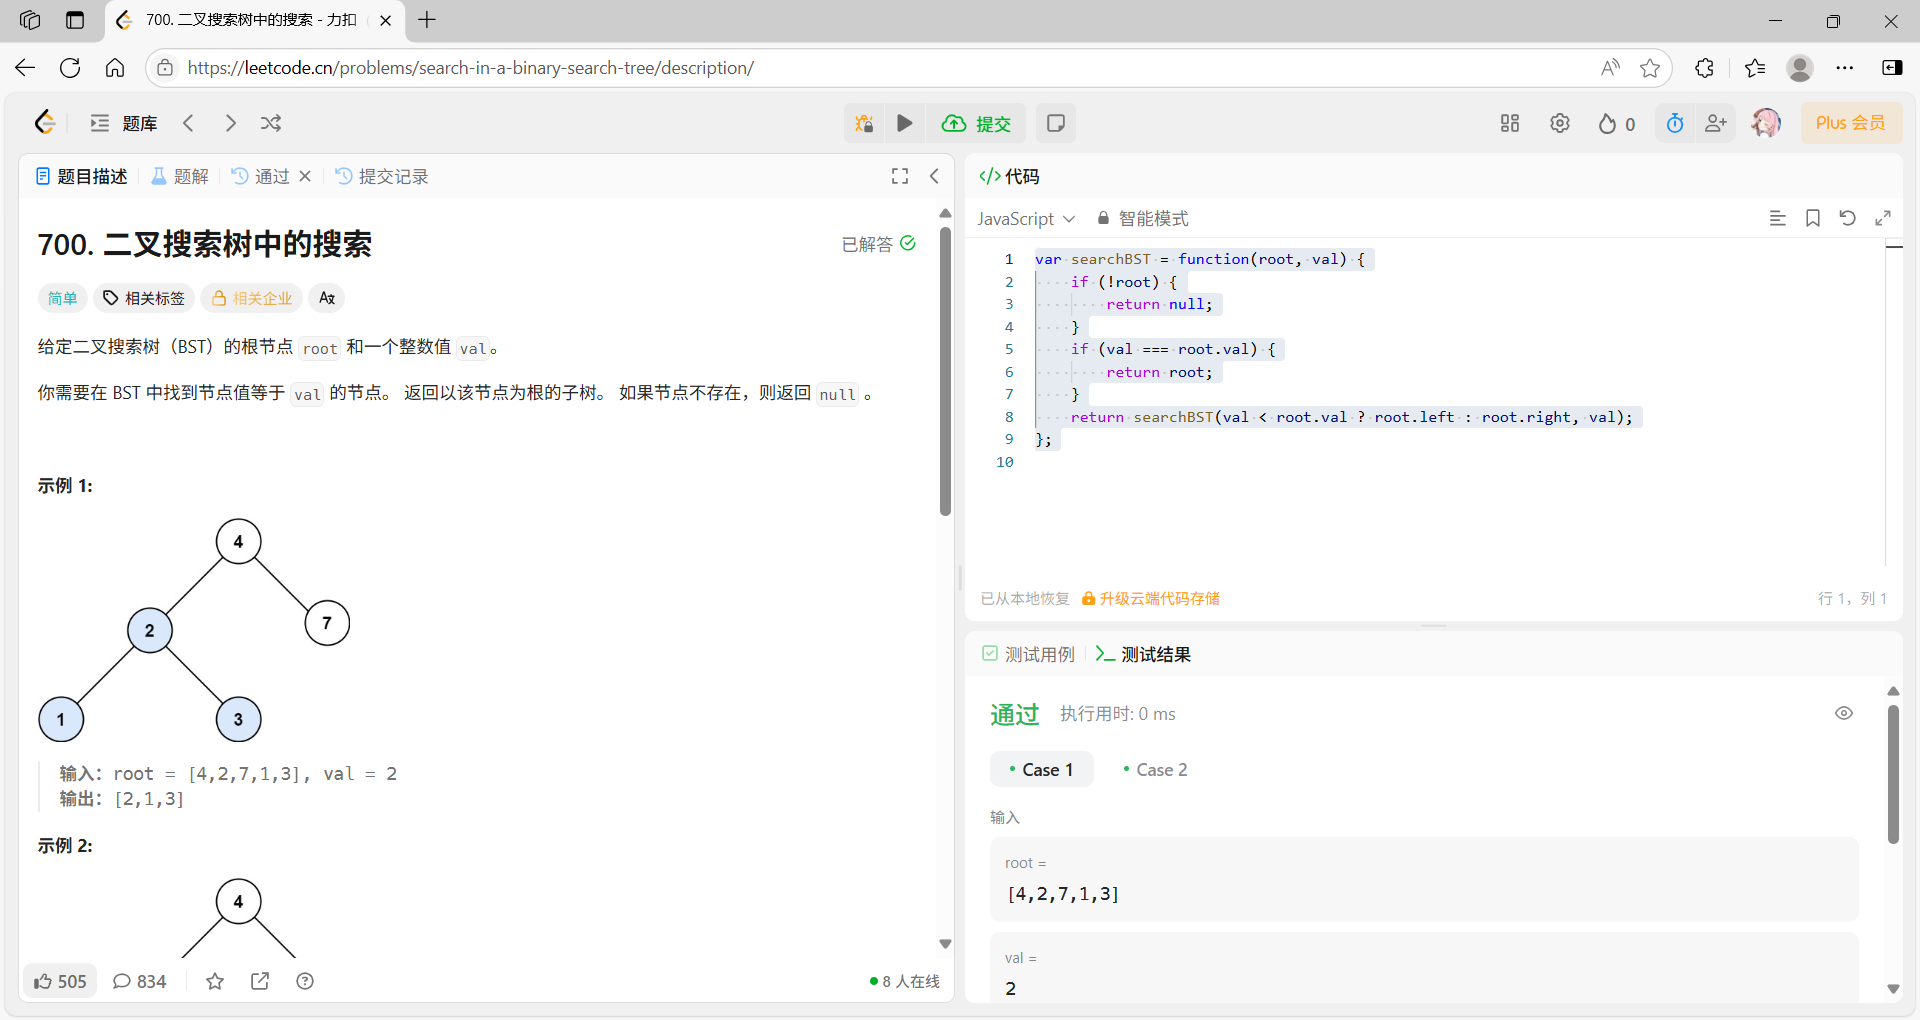 700. 二叉搜索树中的搜索 - 力扣
https://leetcode.cn/problems/search-in-a-binary-search-tree/description/
题库
提交
0
Plus 会员
题目描述
题解
通过
提交记录
700. 二叉搜索树中的搜索
已解答
简单
相关标签
相关企业
给定二叉搜索树（BST）的根节点 root 和一个整数值 val。
你需要在 BST 中找到节点值等于 val 的节点。 返回以该节点为根的子树。 如果节点不存在，则返回 null 。
示例 1:
4
2
7
1
3
输入：root = [4,2,7,1,3], val = 2
输出：[2,1,3]
示例 2:
4
505
834
8 人在线
</> 代码
JavaScript
智能模式
1 var searchBST = function(root, val) {
2 if (!root) {
3 return null;
4 }
5 if (val === root.val) {
6 return root;
7 }
8 return searchBST(val < root.val ? root.left : root.right, val);
9 };
10
已从本地恢复
升级云端代码存储
行 1，列 1
测试用例
测试结果
通过
执行用时: 0 ms
Case 1
Case 2
输入
root =
[4,2,7,1,3]
val =
2